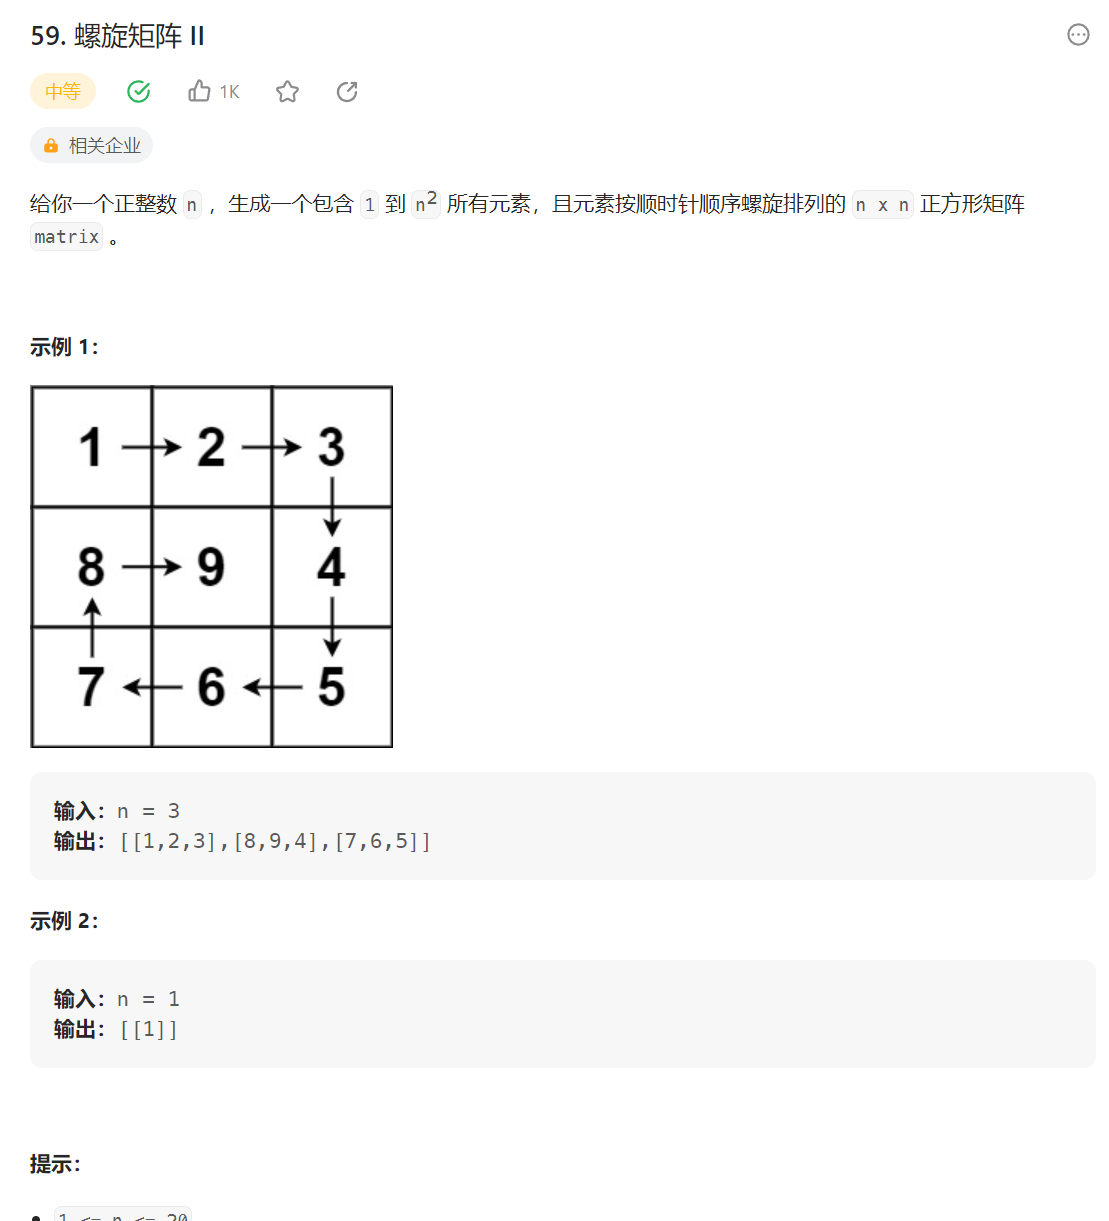 59. 螺旋矩阵 II
中等
1K
相关企业
给你一个正整数 n ，生成一个包含 1 到 n² 所有元素，且元素按顺时针顺序螺旋排列的 n x n 正方形矩阵
matrix 。
示例 1：
1 2 3
8 9 4
7 6 5
输入：n = 3
输出：[[1,2,3],[8,9,4],[7,6,5]]
示例 2：
输入：n = 1
输出：[[1]]
提示：
1 <= n <= 20